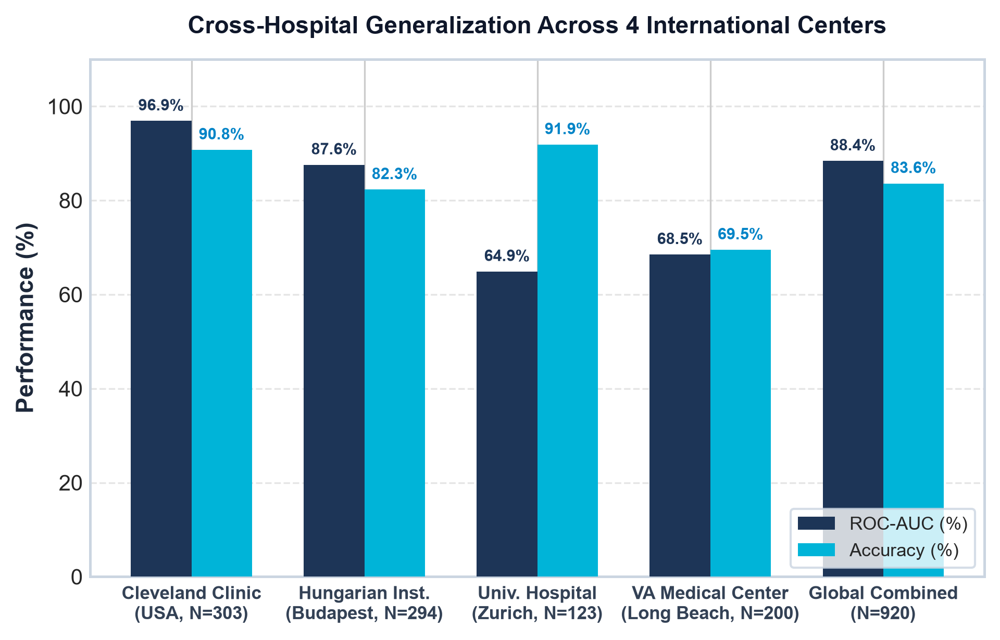 Cross-Hospital Generalization Across 4 International Centers
Performance (%)
100
80
60
40
20
0
96.9%
90.8%
87.6%
82.3%
64.9%
91.9%
68.5%
69.5%
88.4%
83.6%
ROC-AUC (%)
Accuracy (%)
Cleveland Clinic
(USA, N=303)
Hungarian Inst.
(Budapest, N=294)
Univ. Hospital
(Zurich, N=123)
VA Medical Center
(Long Beach, N=200)
Global Combined
(N=920)